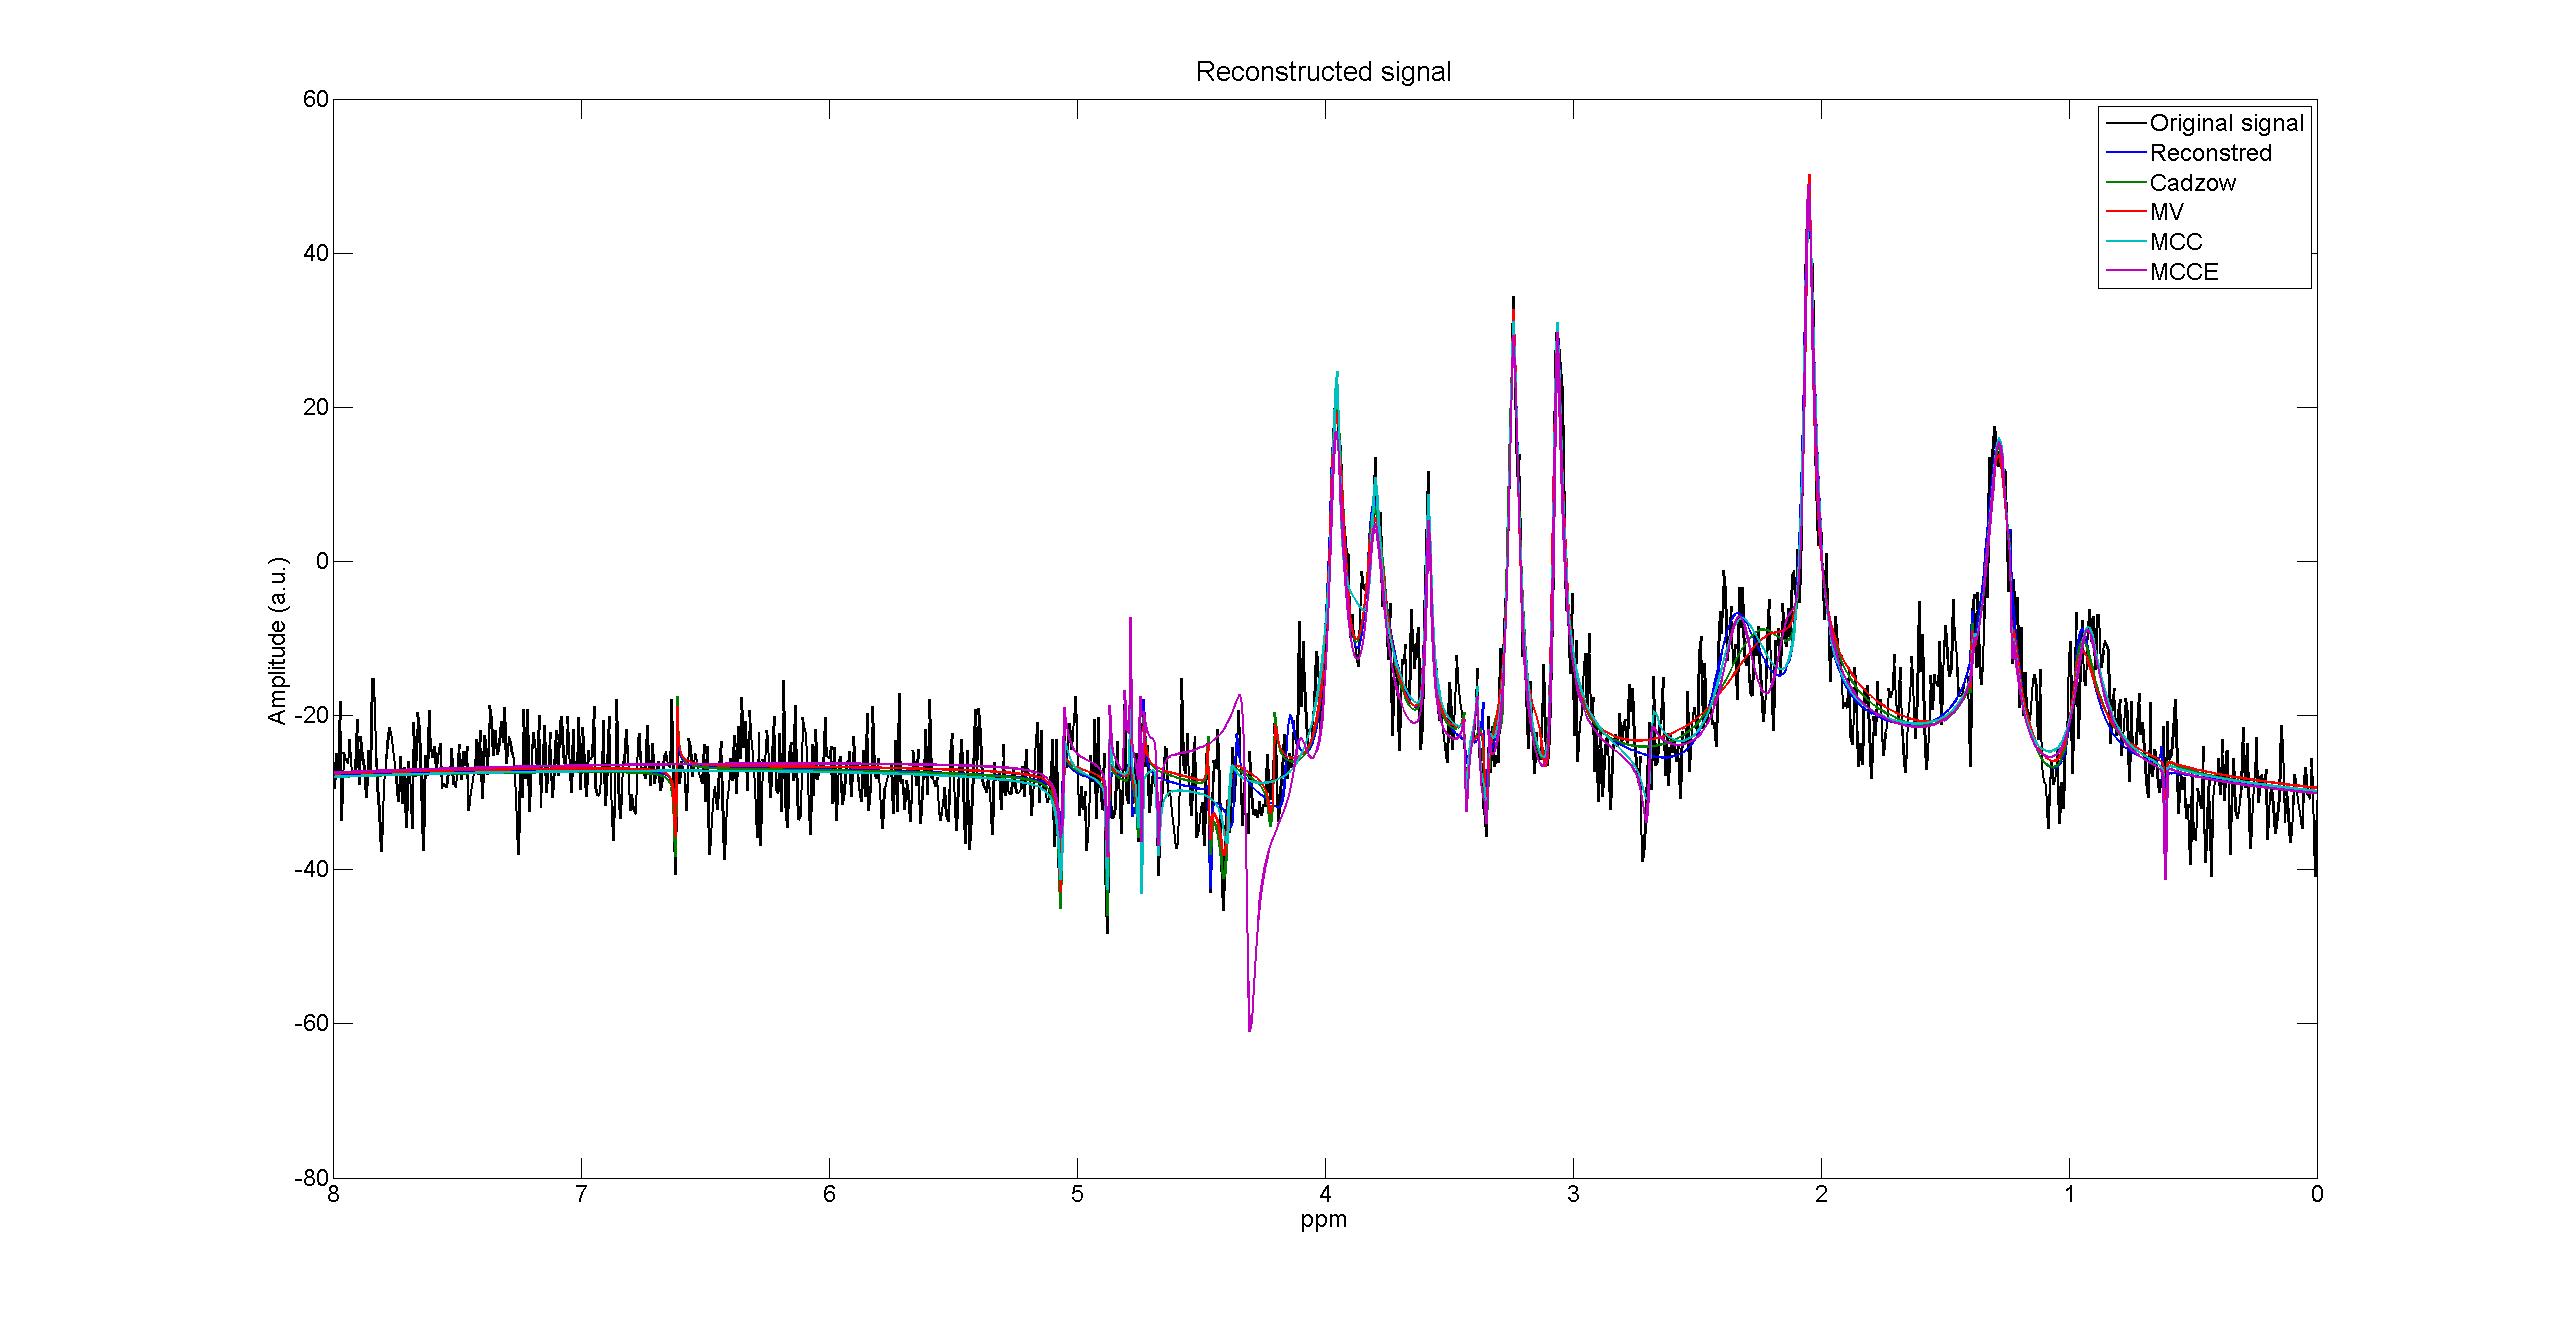 Reconstructed signal
60
40
20
0
-20
-40
-60
-80
Amplitude (a.u.)
8 7 6 5 4 3 2 1 0
ppm
Original signal
Reconstred
Cadzow
MV
MCC
MCCE